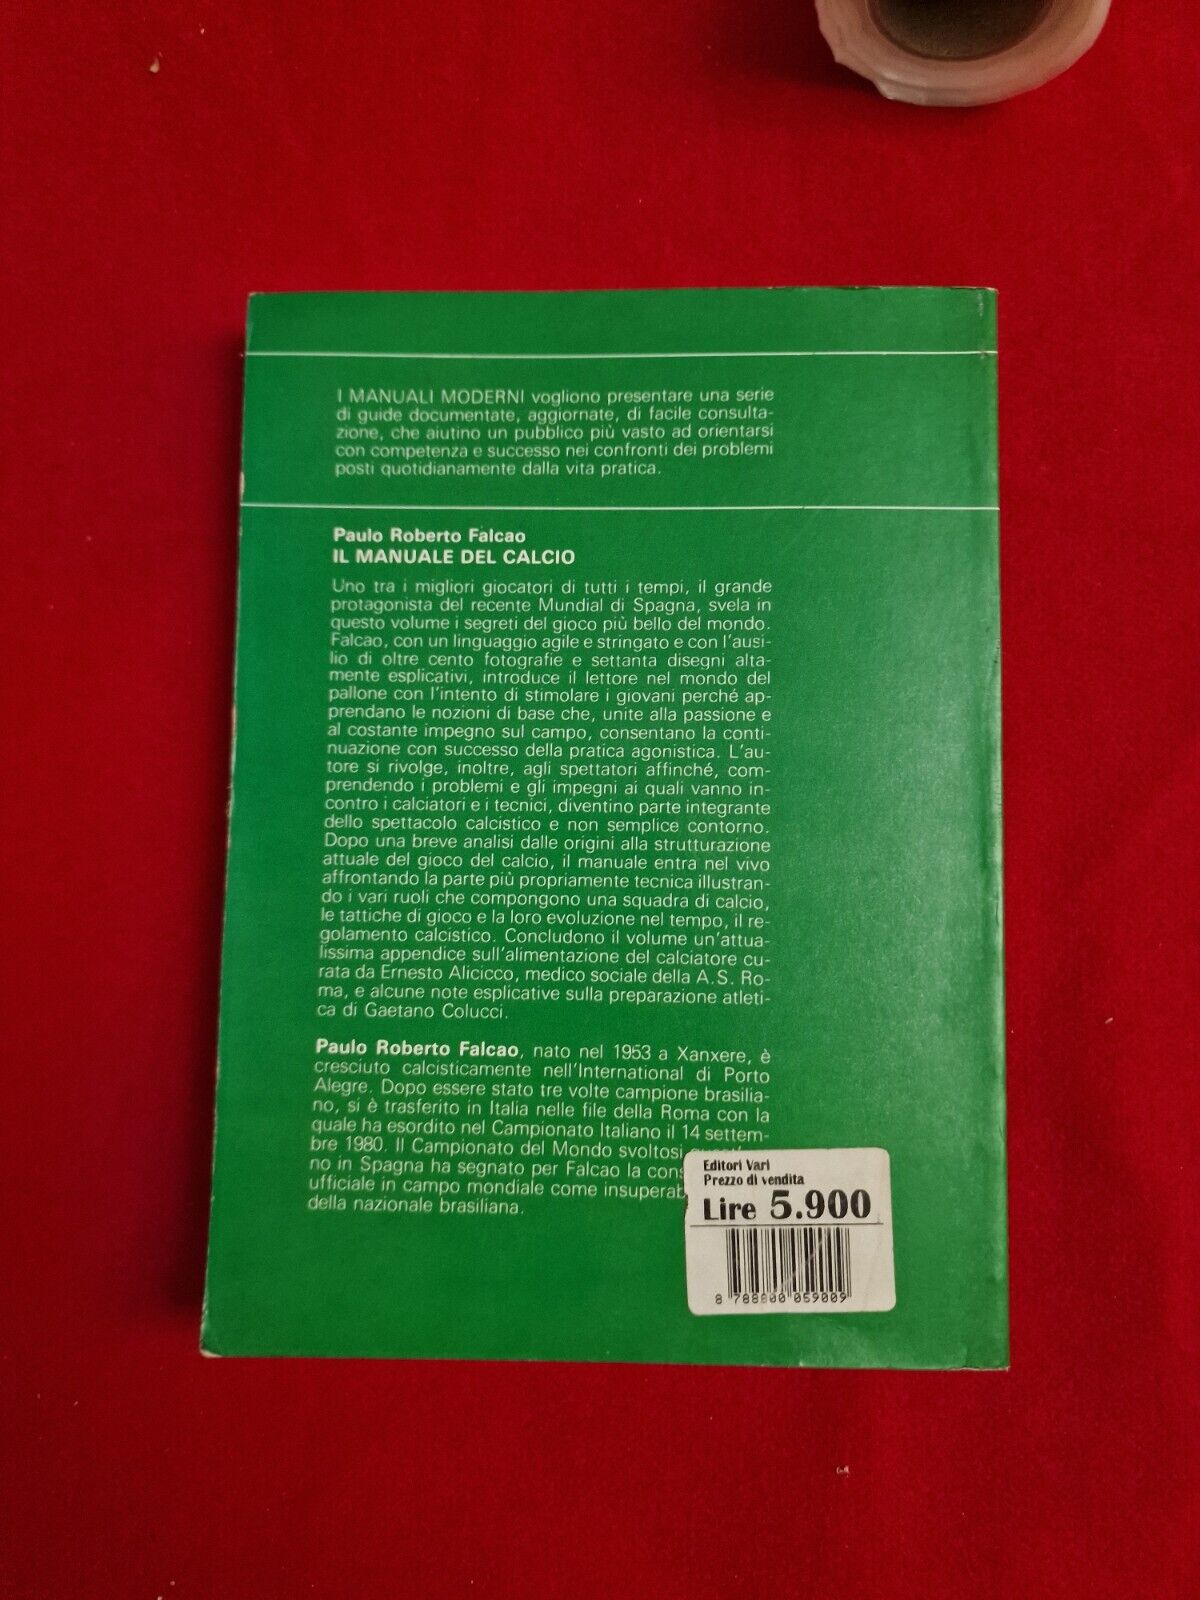 I MANUALI MODERNI vogliono presentare una serie
di guide documentate, aggiornate, di facile consulta-
zione, che aiutino un pubblico più vasto ad orientarsi
con competenza e successo nei confronti dei problemi
posti quotidianamente dalla vita pratica.
Paulo Roberto Falcao
IL MANUALE DEL CALCIO
Uno tra i migliori giocatori di tutti i tempi, il grande
protagonista del recente Mundial di Spagna, svela in
questo volume i segreti del gioco più bello del mondo.
Falcao, con un linguaggio agile e stringato e con l'ausi-
lio di oltre cento fotografie e settanta disegni alta-
mente esplicativi, introduce il lettore nel mondo del
pallone con l'intento di stimolare i giovani perché ap-
prendano le nozioni di base che, unite alla passione e
al costante impegno sul campo, consentano la conti-
nuazione con successo della pratica agonistica. L'au-
tore si rivolge, inoltre, agli spettatori affinché, com-
prendendo i problemi e gli impegni ai quali vanno in-
contro i calciatori e i tecnici, diventino parte integrante
dello spettacolo calcistico e non semplice contorno.
Dopo una breve analisi dalle origini alla strutturazione
attuale del gioco del calcio, il manuale entra nel vivo
affrontando la parte più propriamente tecnica illustran-
do i vari ruoli che compongono una squadra di calcio,
le tattiche di gioco e la loro evoluzione nel tempo, il re-
golamento calcistico. Concludono il volume un'attua-
lissima appendice sull'alimentazione del calciatore cu-
rata da Ernesto Alicicco, medico sociale della A.S. Ro-
ma, e alcune note esplicative sulla preparazione atleti-
ca di Gaetano Colucci.
Paulo Roberto Falcao, nato nel 1953 a Xanxere, è
cresciuto calcisticamente nell'International di Porto
Alegre. Dopo essere stato tre volte campione brasilia-
no, si è trasferito in Italia nelle file della Roma con la
quale ha esordito nel Campionato Italiano il 14 settem-
bre 1980. Il Campionato del Mondo svoltosi
no in Spagna ha segnato per Falcao la
ufficiale in campo mondiale come
della nazionale brasiliana.
Editori Vari
Prezzo di vendita
Lire 5.900
8 788800 059009